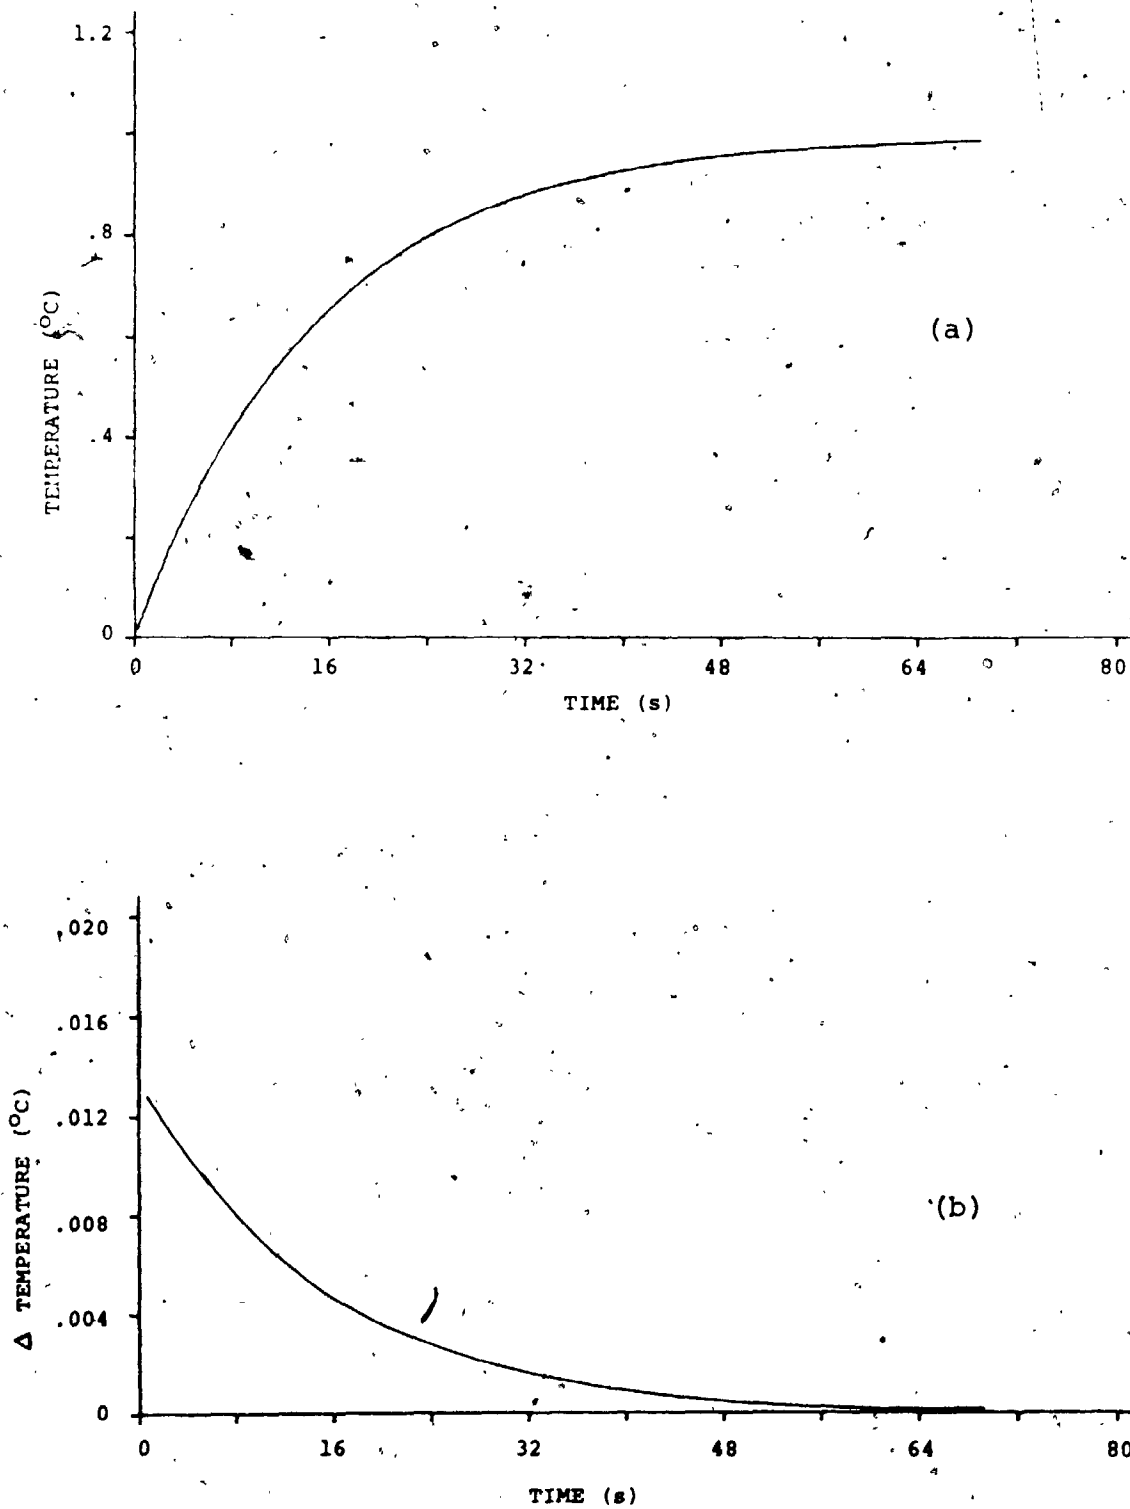 1.2
.8
.4
0
TEMPERATURE (°C)
(a)
0 16 32 48 64 80
TIME (s)
.020
.016
.012
.008
.004
0
Δ TEMPERATURE (°C)
(b)
0 16 32 48 64 80
TIME (s)